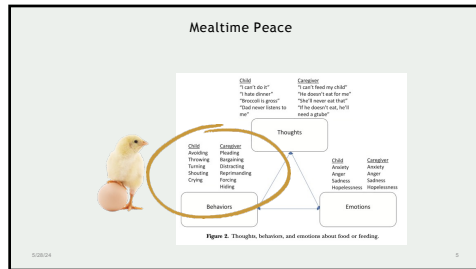 Mealtime Peace
Child
"I can't do it"
"I hate dinner"
"Broccoli is gross"
"Dad never listens to
me"
Caregiver
"I can't feed my child"
"He doesn't eat for me"
"She'll never eat that"
"If he doesn't eat, he'll
need a gtube"
Thoughts
Child
Avoiding
Throwing
Turning
Shouting
Crying
Caregiver
Pleading
Bargaining
Distracting
Reprimanding
Forcing
Hiding
Child
Anxiety
Anger
Sadness
Hopelessness
Caregiver
Anxiety
Anger
Sadness
Hopelessness
Behaviors
Emotions
Figure 2. Thoughts, behaviors, and emotions about food or feeding.
5/28/24
5